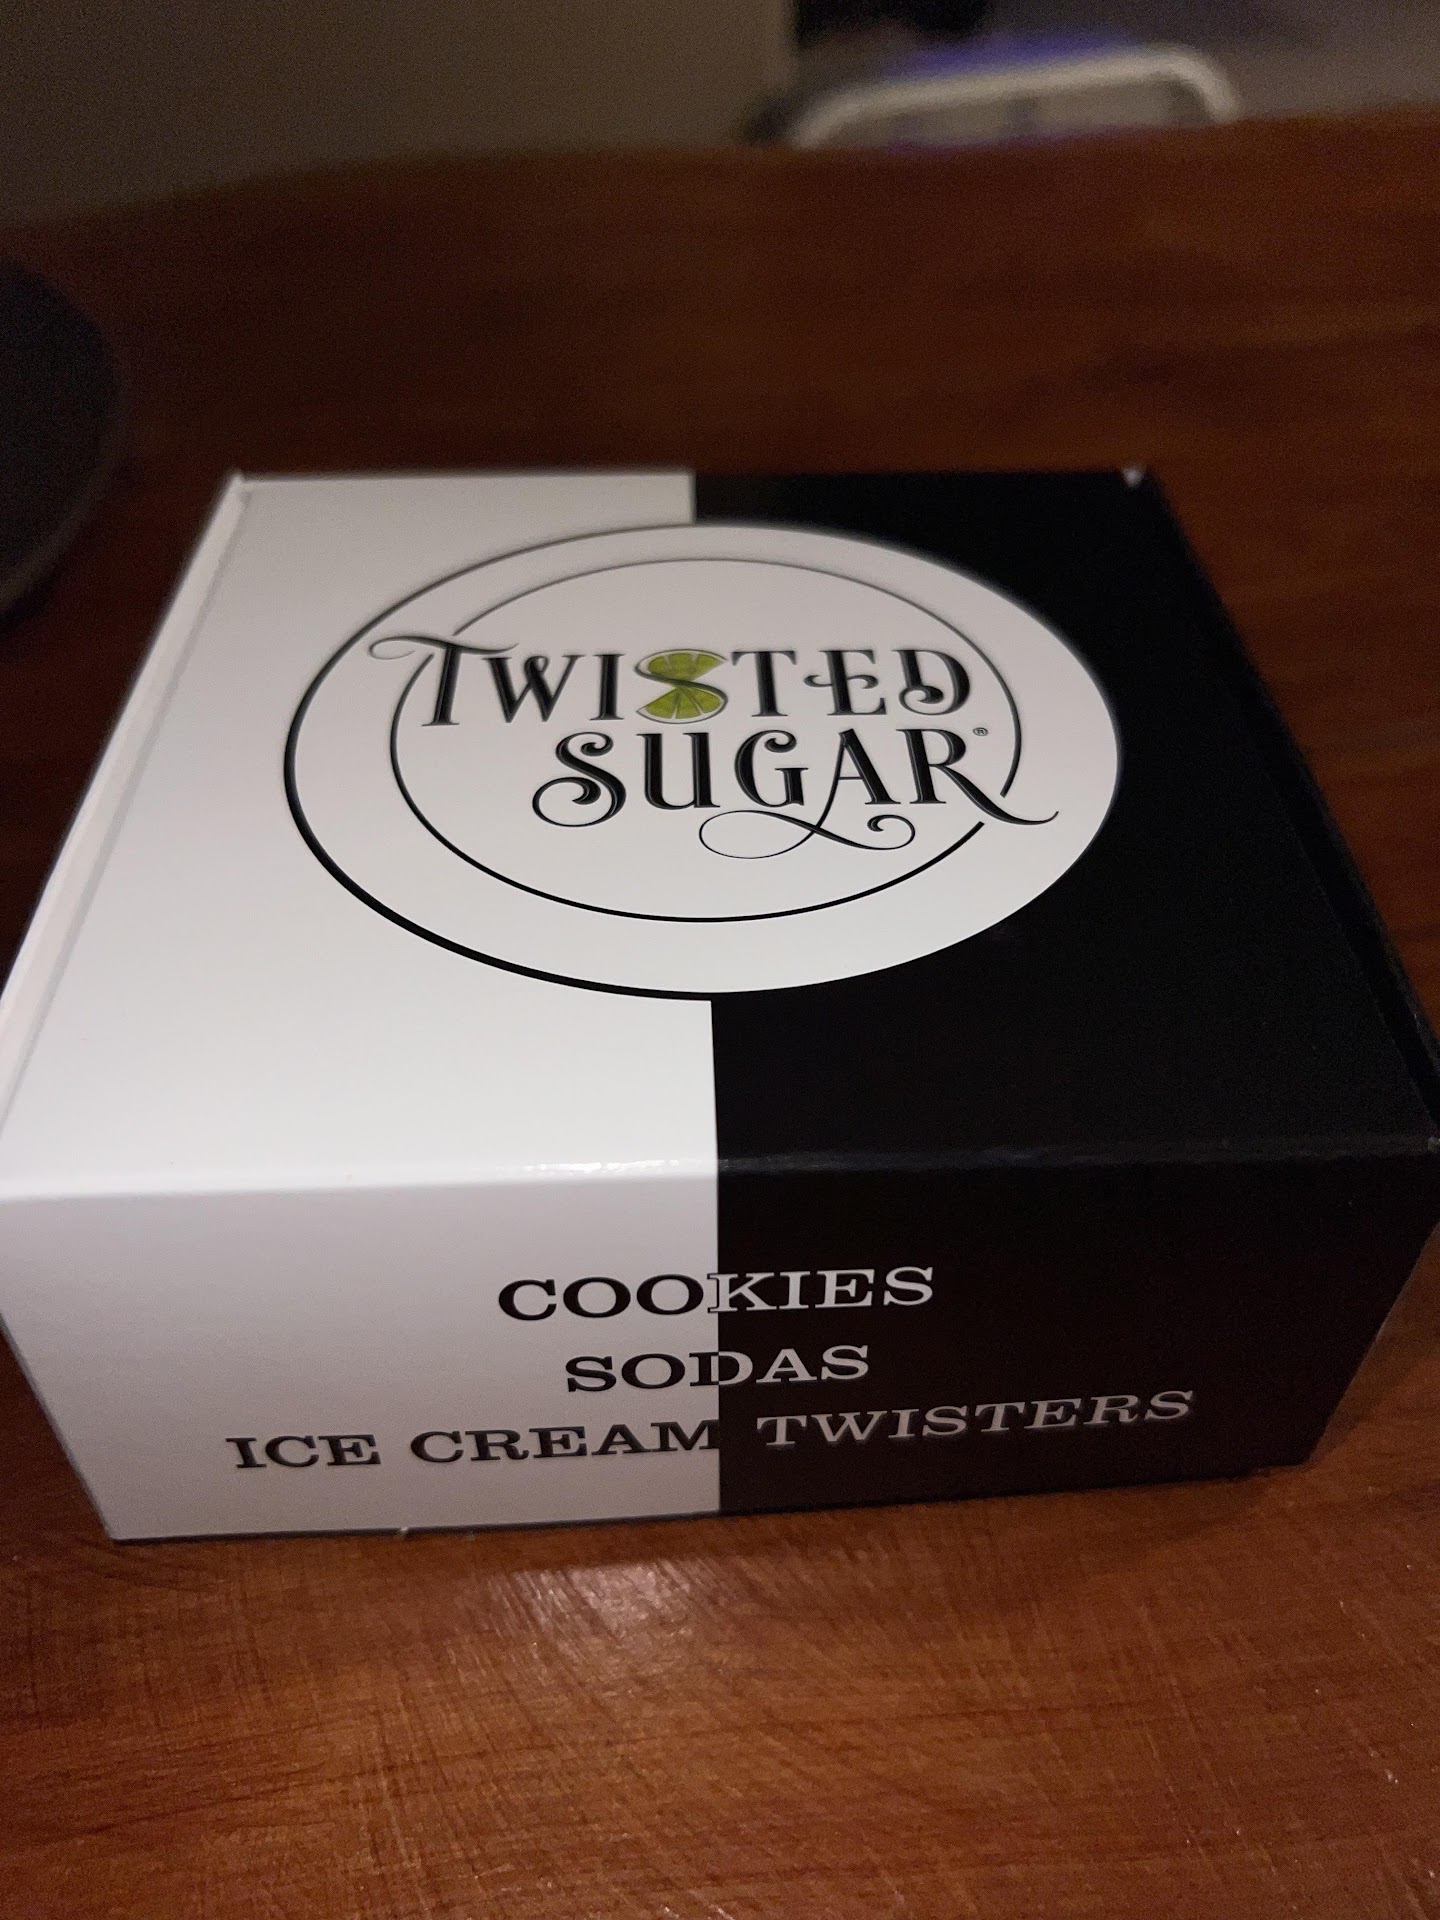 TWISTED
SUGAR®
COOKIES
SODAS
ICE CREAM TWISTERS